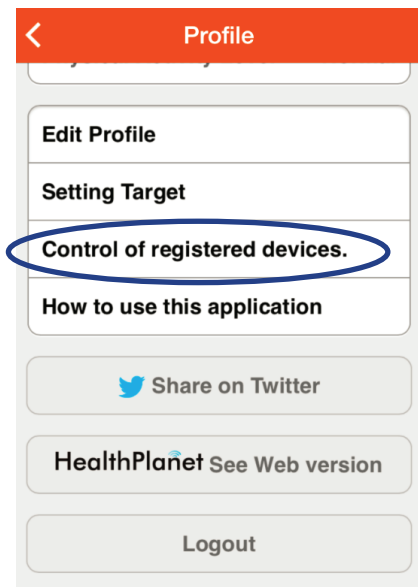 Profile
Edit Profile
Setting Target
Control of registered devices.
How to use this application
Share on Twitter
HealthPlanet See Web version
Logout